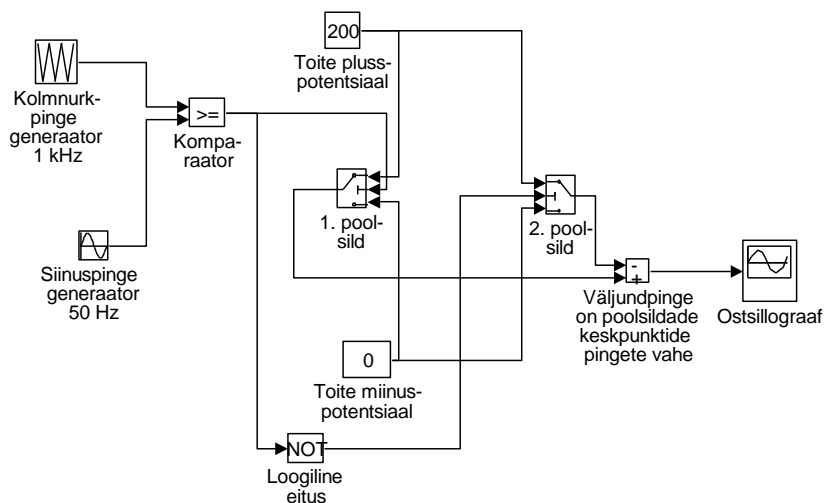 200
Toite pluss-
potentsiaal
Kolmnurk-
pinge
generaator
1 kHz
>=
Kompa-
raator
1. pool-
sild
2. pool-
sild
Siinuspinge
generaator
50 Hz
-
+
Väljundpinge
on poolsildade
keskpunktide
pingete vahe
Ostsillograaf
0
Toite miinus-
potentsiaal
NOT
Loogiline
eitus